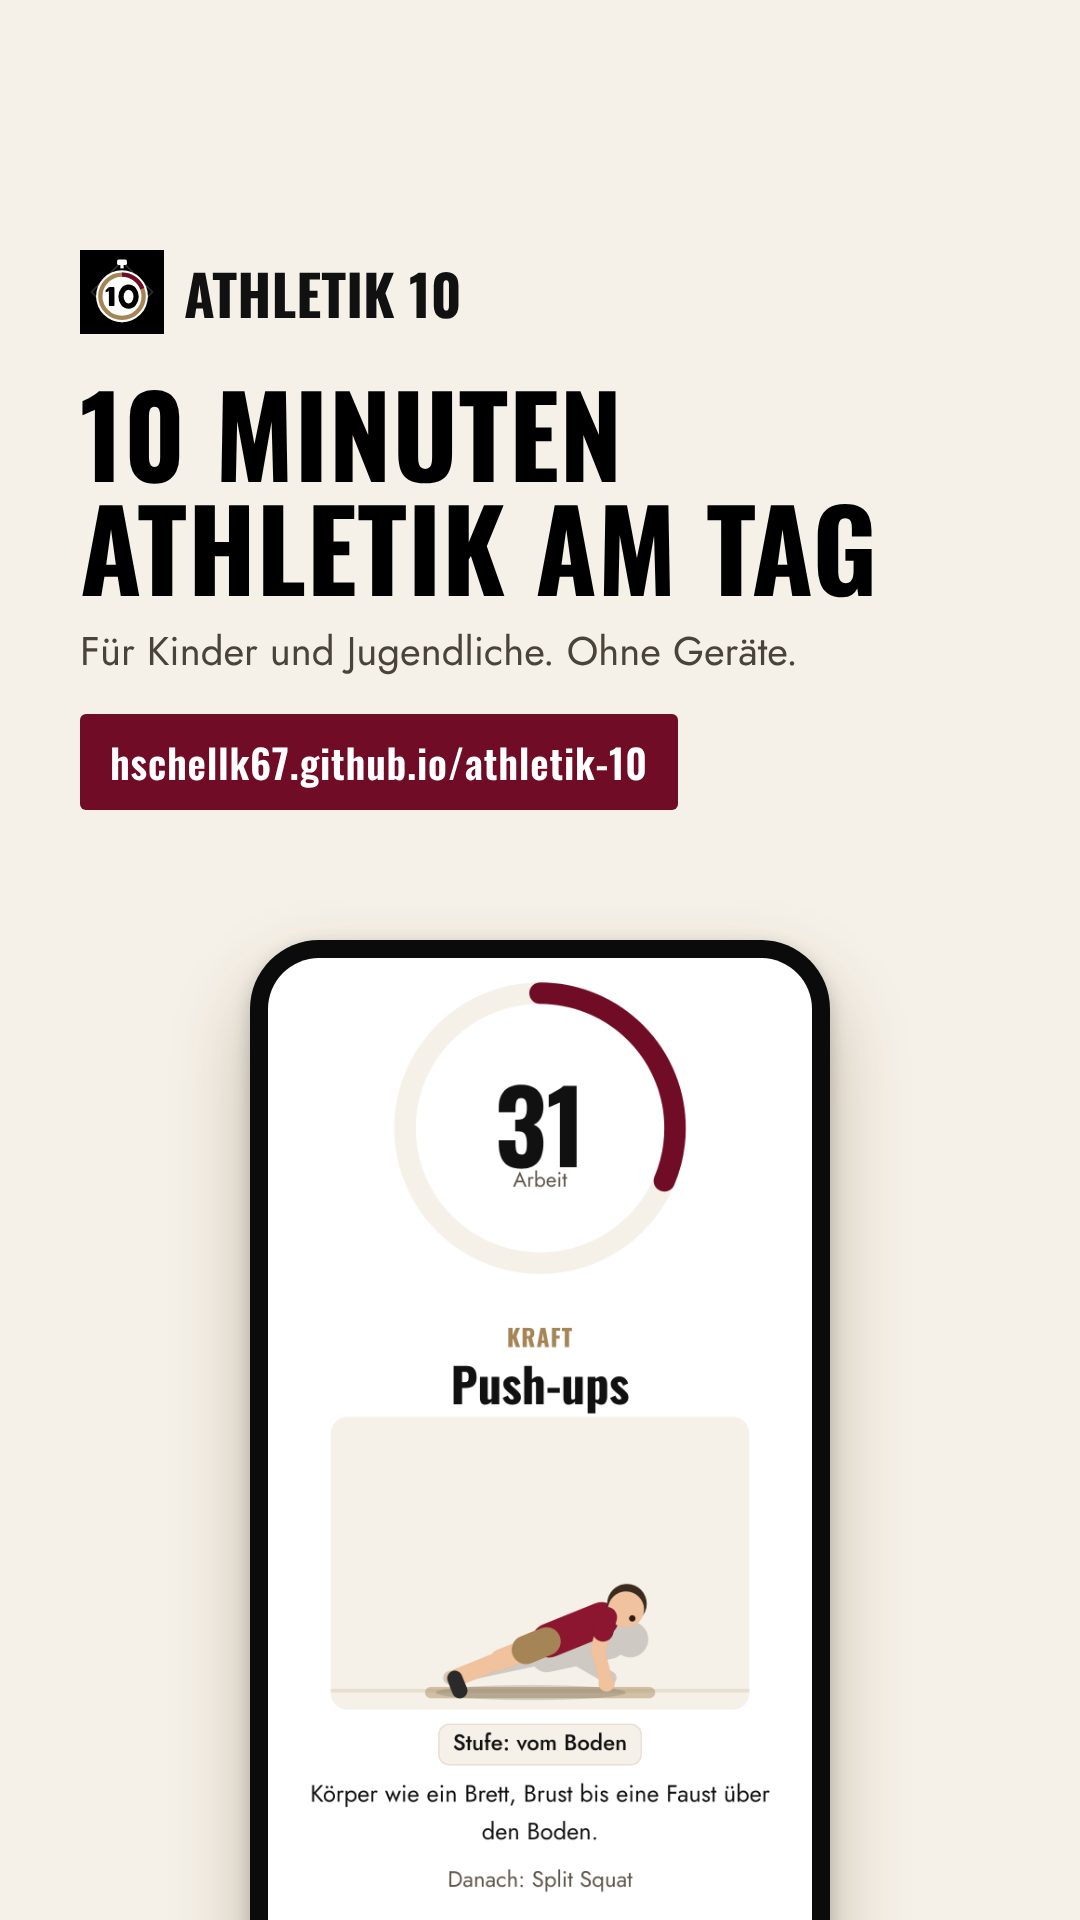 10
ATHLETIK 10
10 MINUTEN
ATHLETIK AM TAG
Für Kinder und Jugendliche. Ohne Geräte.
hschellk67.github.io/athletik-10
31
Arbeit
KRAFT
Push-ups
Stufe: vom Boden
Körper wie ein Brett, Brust bis eine Faust über
den Boden.
Danach: Split Squat